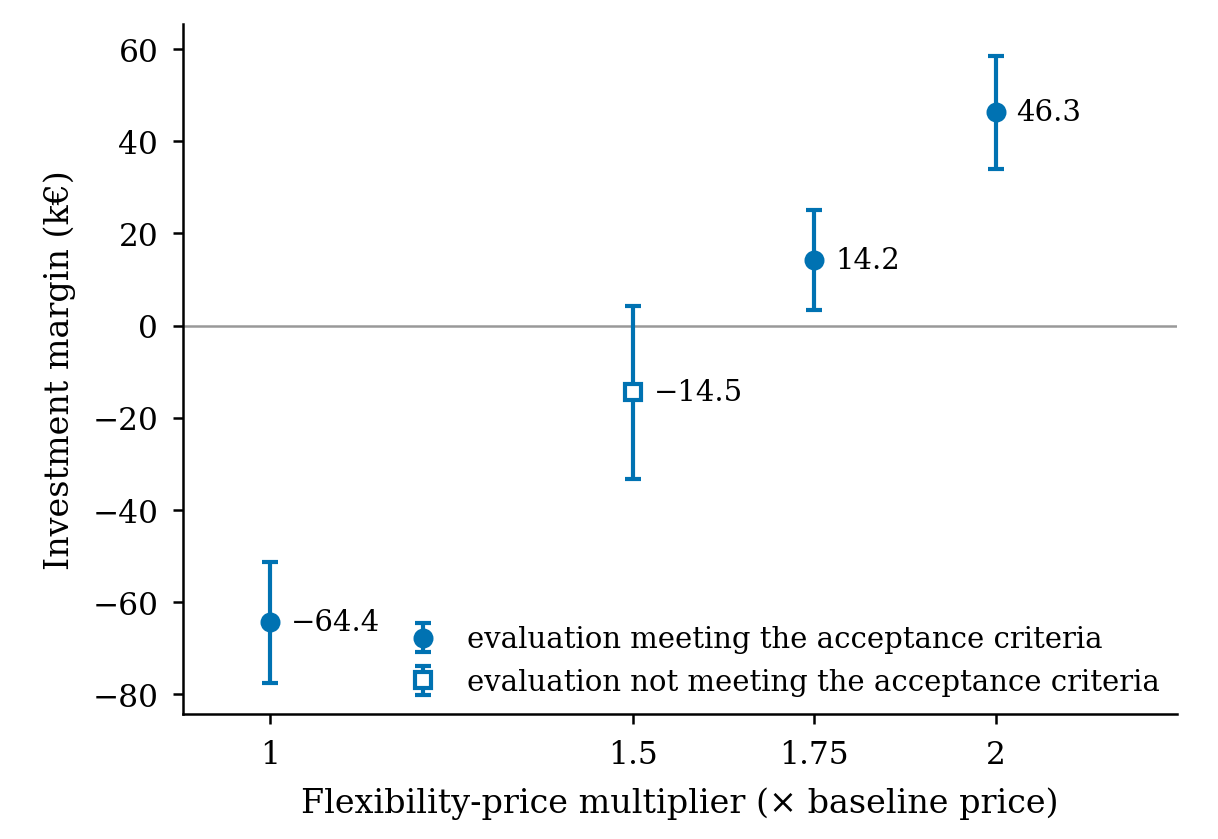 60
40
20
0
−20
−40
−60
−80
Investment margin (k€)
46.3
14.2
−14.5
−64.4
evaluation meeting the acceptance criteria
evaluation not meeting the acceptance criteria
1 1.5 1.75 2
Flexibility-price multiplier (× baseline price)